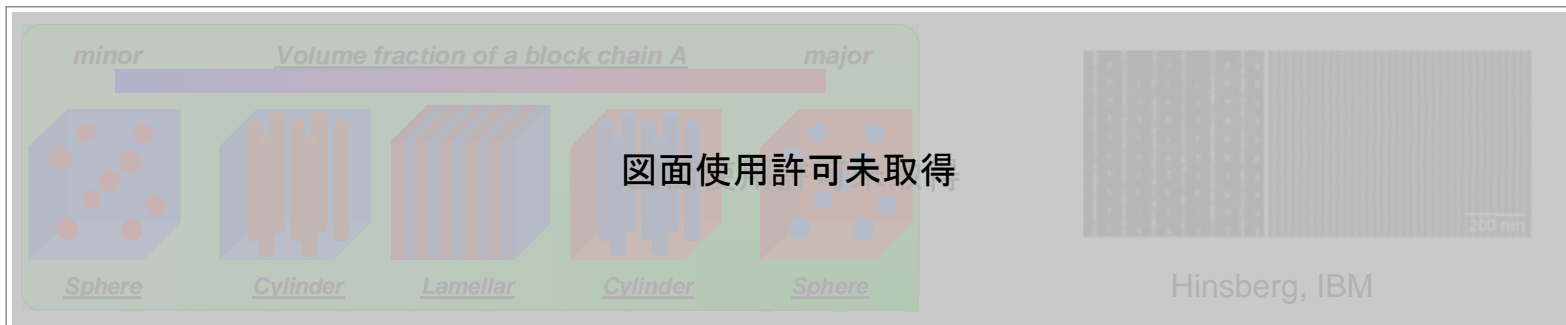 minor Volume fraction of a block chain A major
図面使用許可未取得
200 nm
Sphere Cylinder Lamellar Cylinder Sphere
Hinsberg, IBM